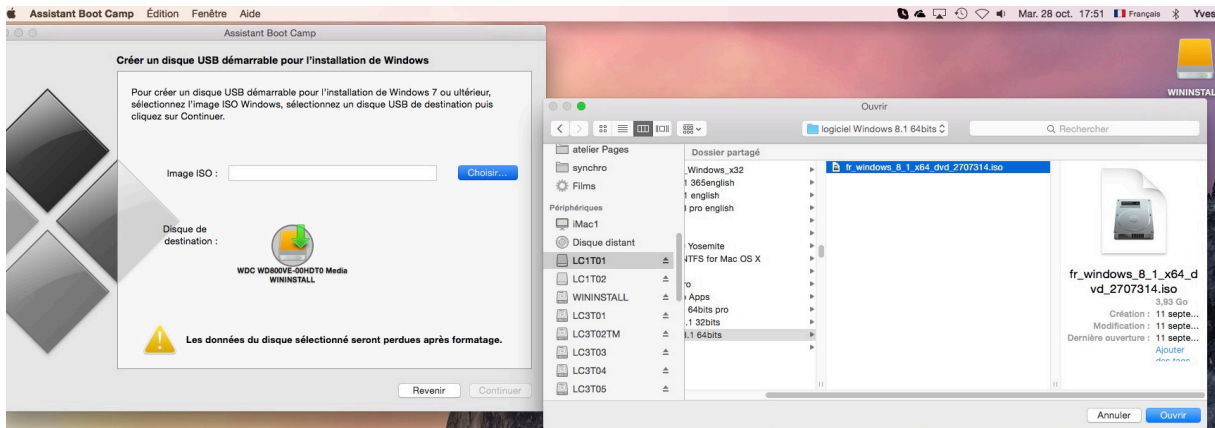 Assistant Boot Camp Édition Fenêtre Aide
Mar. 28 oct. 17:51 Français Yves
Assistant Boot Camp
Créer un disque USB démarrable pour l'installation de Windows
Pour créer un disque USB démarrable pour l'installation de Windows 7 ou ultérieur,
sélectionnez l'image ISO Windows, sélectionnez un disque USB de destination puis
cliquez sur Continuer.
Image ISO :
Choisir...
Disque de
destination :
WDC WD800VE-00HDT0 Media
WININSTALL
Les données du disque sélectionné seront perdues après formatage.
Revenir
Continuer
WININSTAL
Ouvrir
logiciel Windows 8.1 64bits
Rechercher
atelier Pages
synchro
Films
Périphériques
iMac1
Disque distant
LC1T01
LC1T02
WININSTALL
LC3T01
LC3T02TM
LC3T03
LC3T04
LC3T05
Dossier partagé
_Windows_x32
1 365english
1 english
pro english
Yosemite
NTFS for Mac OS X
ro
Apps
64bits pro
.1 32bits
.1 64bits
fr_windows_8_1_x64_dvd_2707314.iso
fr_windows_8_1_x64_d
vd_2707314.iso
3,93 Go
Création : 11 septe...
Modification : 11 septe...
Dernière ouverture : 11 septe...
Ajouter
des tags...
Annuler
Ouvrir